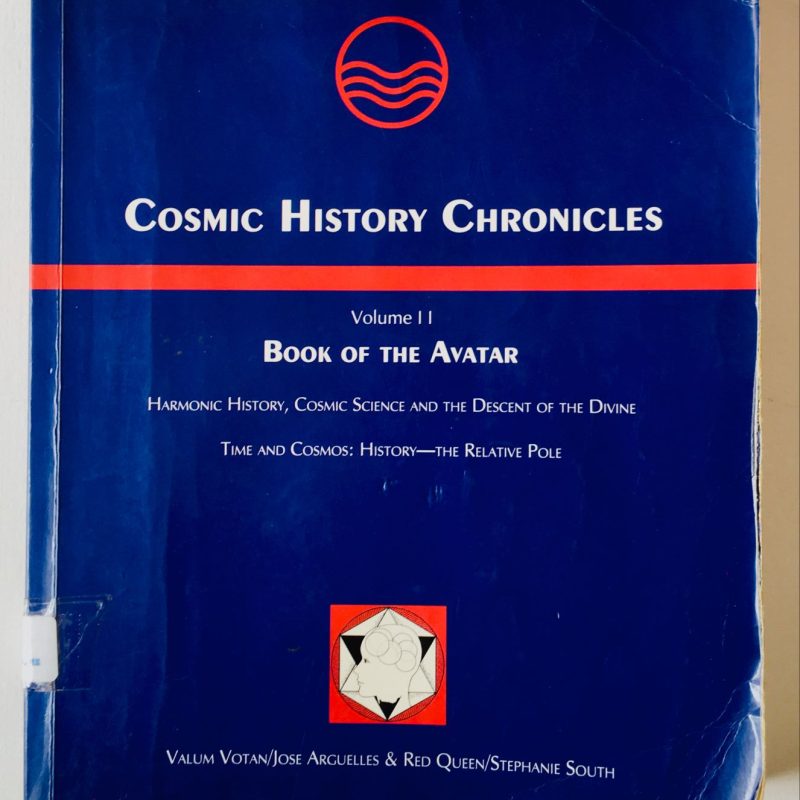 Cosmic History Chronicles
Volume II
Book of the Avatar
Harmonic History, Cosmic Science and the Descent of the Divine
Time and Cosmos: History—the Relative Pole
Valum Votan/Jose Arguelles & Red Queen/Stephanie South